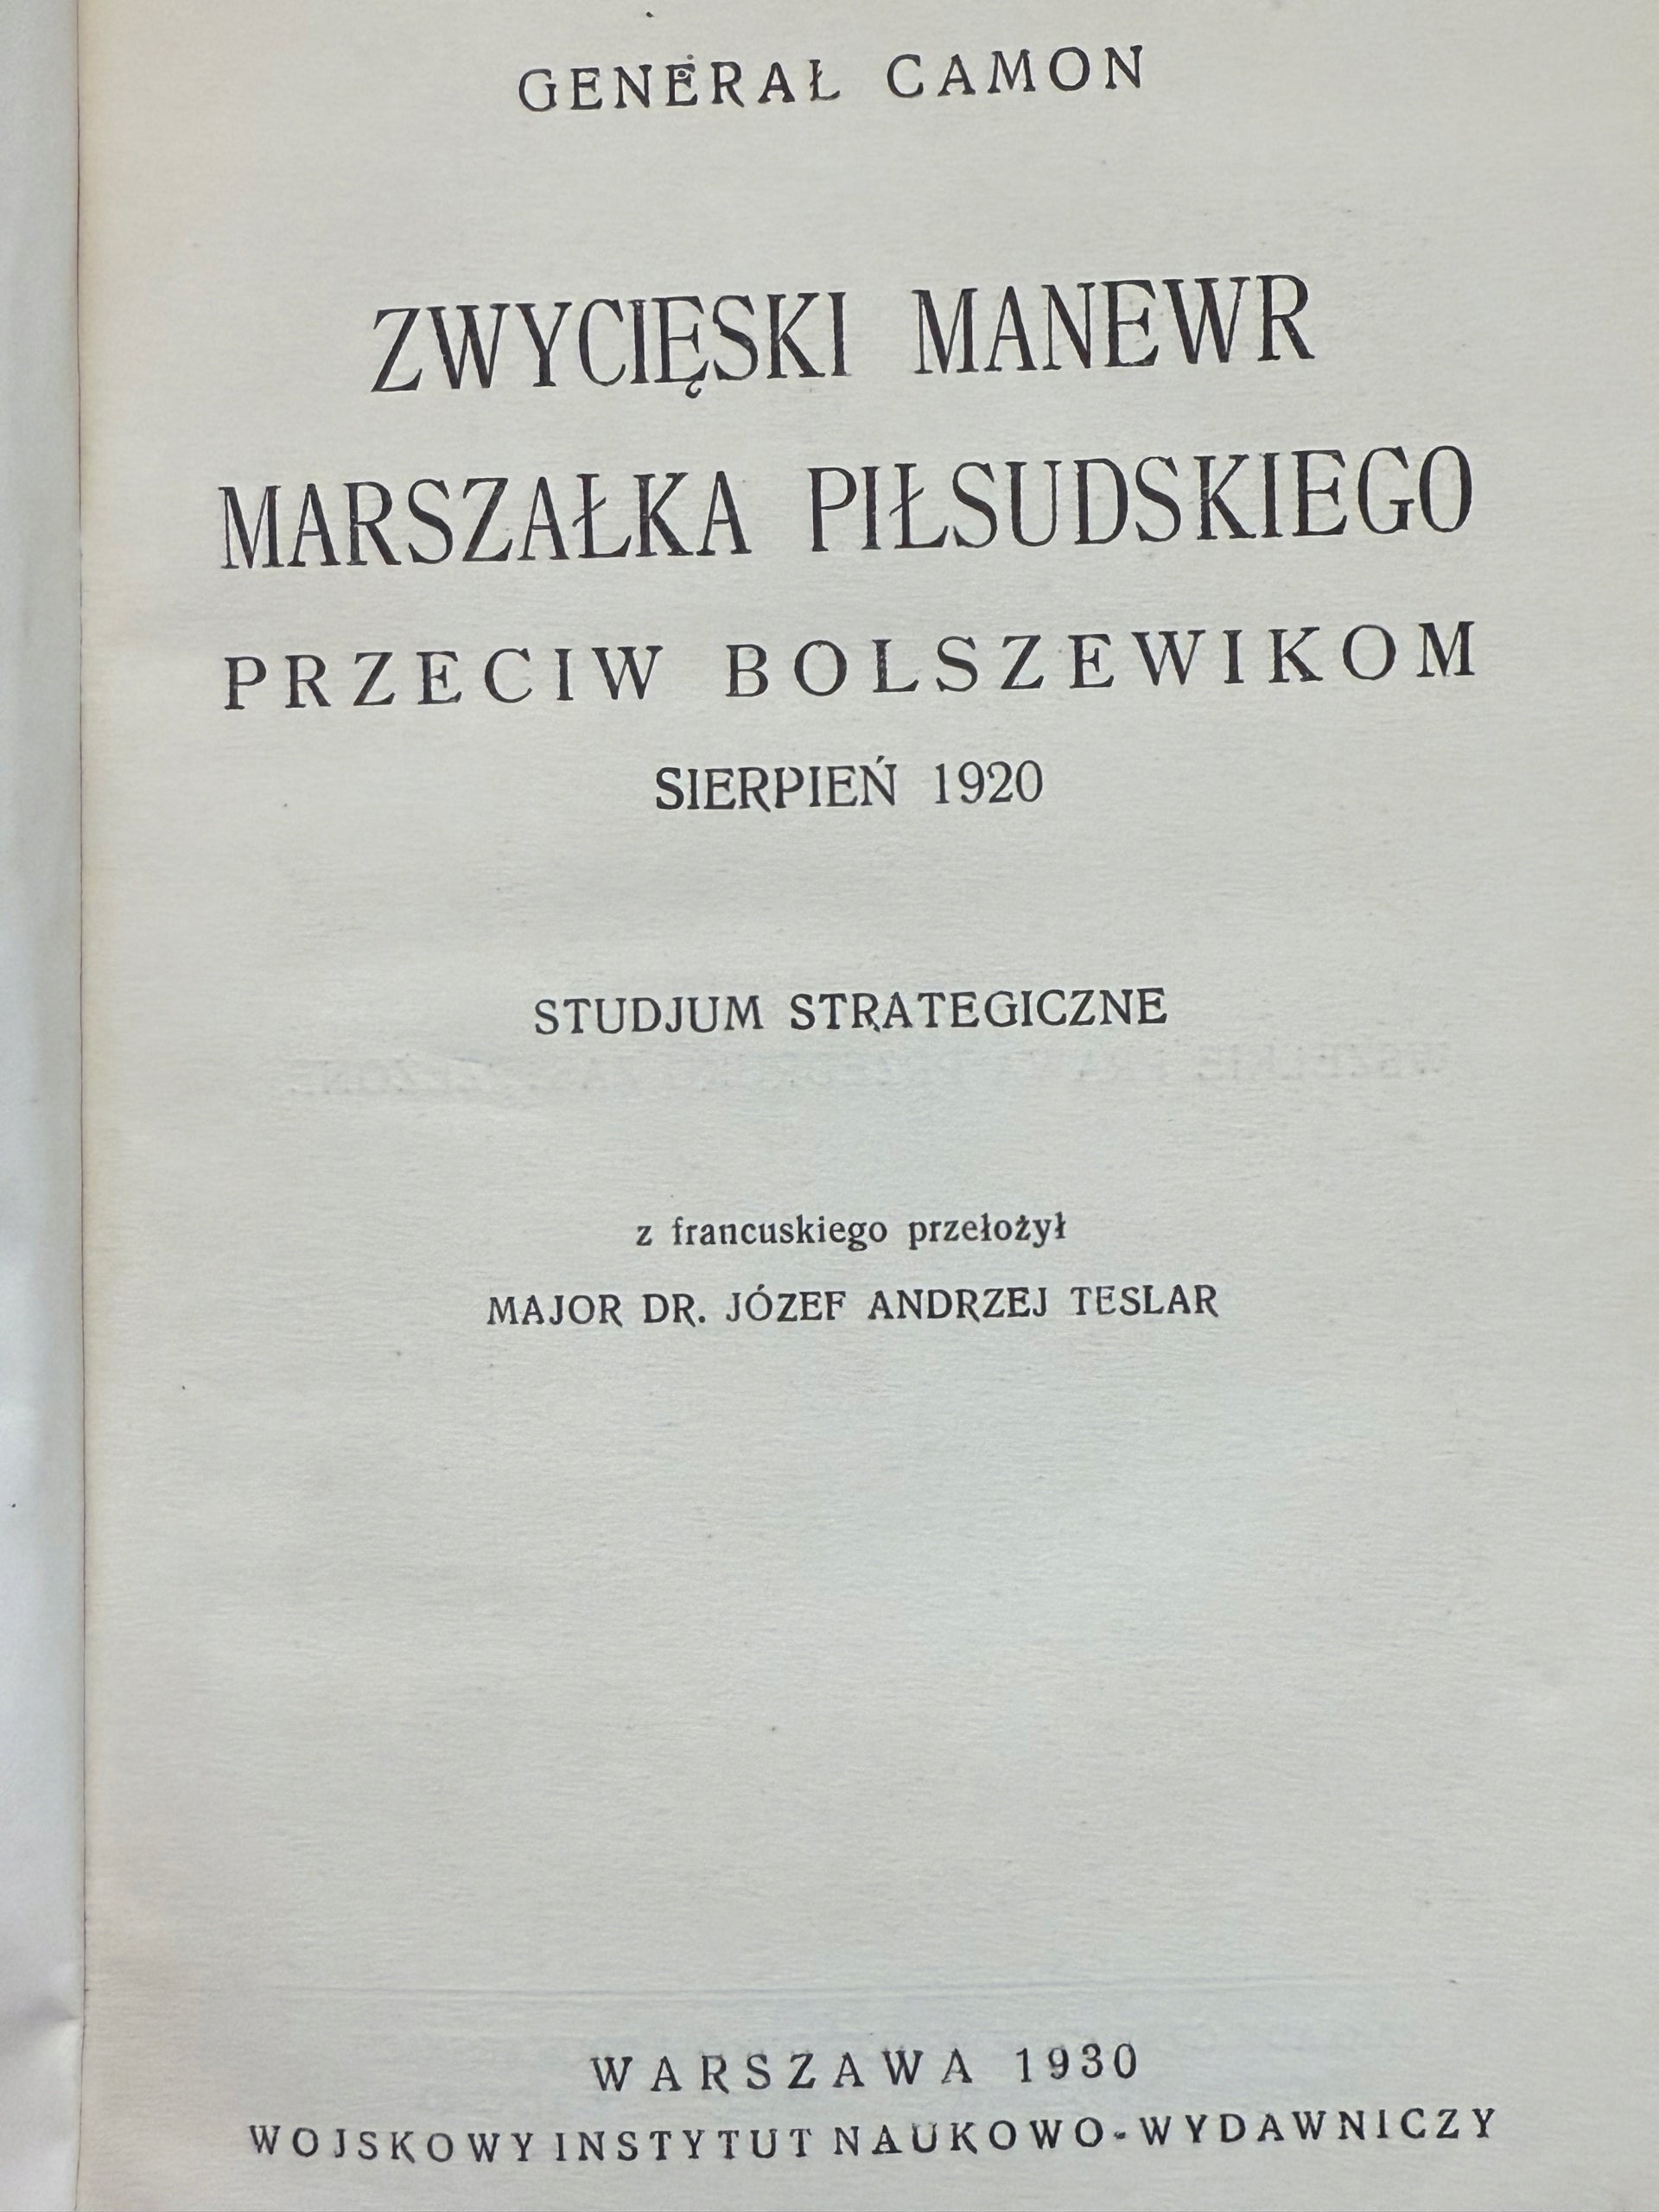 GENERAŁ CAMON
ZWYCIĘSKI MANEWR
MARSZAŁKA PIŁSUDSKIEGO
PRZECIW BOLSZEWIKOM
SIERPIEŃ 1920
STUDJUM STRATEGICZNE
z francuskiego przełożył
MAJOR DR. JÓZEF ANDRZEJ TESLAR
WARSZAWA 1930
WOJSKOWY INSTYTUT NAUKOWO-WYDAWNICZY